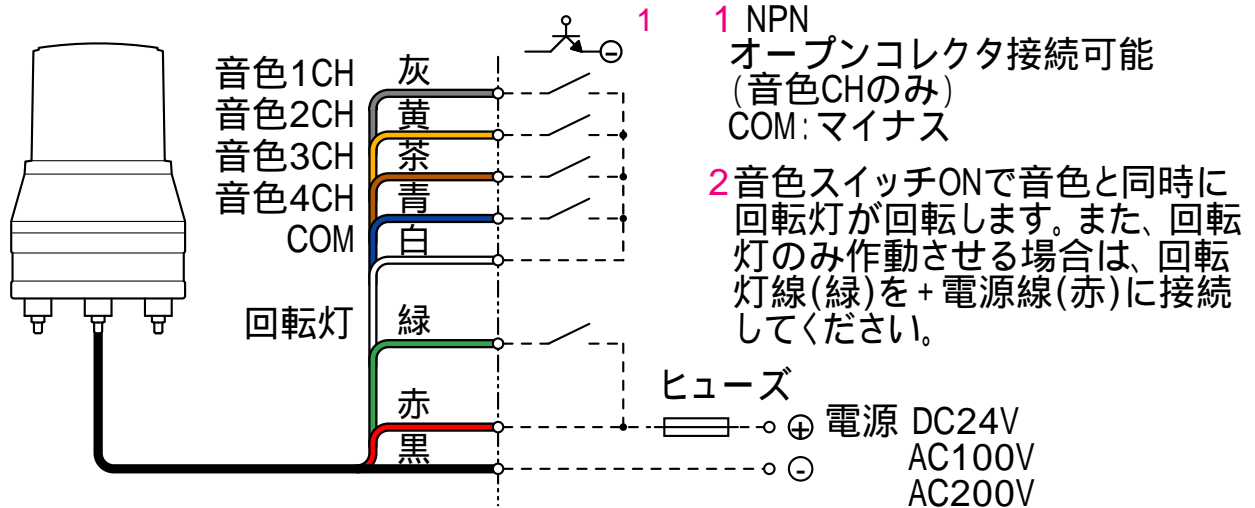 音色1CH 灰
音色2CH 黄
音色3CH 茶
音色4CH 青
COM 白
回転灯 緑
赤
黒
1
1 NPN
オープンコレクタ接続可能
(音色CHのみ)
COM:マイナス
2 音色スイッチONで音色と同時に
回転灯が回転します。また、回転
灯のみ作動させる場合は、回転
灯線(緑)を+電源線(赤)に接続
してください。
ヒューズ
+ 電源 DC24V
AC100V
- AC200V